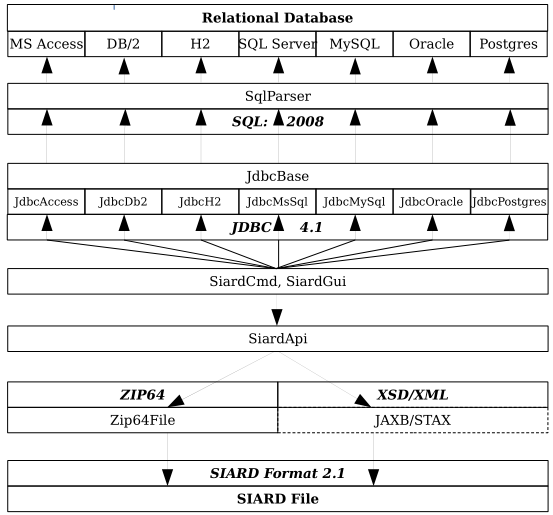 Relational Database
MS Access DB/2 H2 SQL Server MySQL Oracle Postgres
SqlParser
SQL: 2008
JdbcBase
JdbcAccess JdbcDb2 JdbcH2 JdbcMsSql JdbcMySql JdbcOracle JdbcPostgres
JDBC 4.1
SiardCmd, SiardGui
SiardApi
ZIP64 XSD/XML
Zip64File JAXB/STAX
SIARD Format 2.1
SIARD File